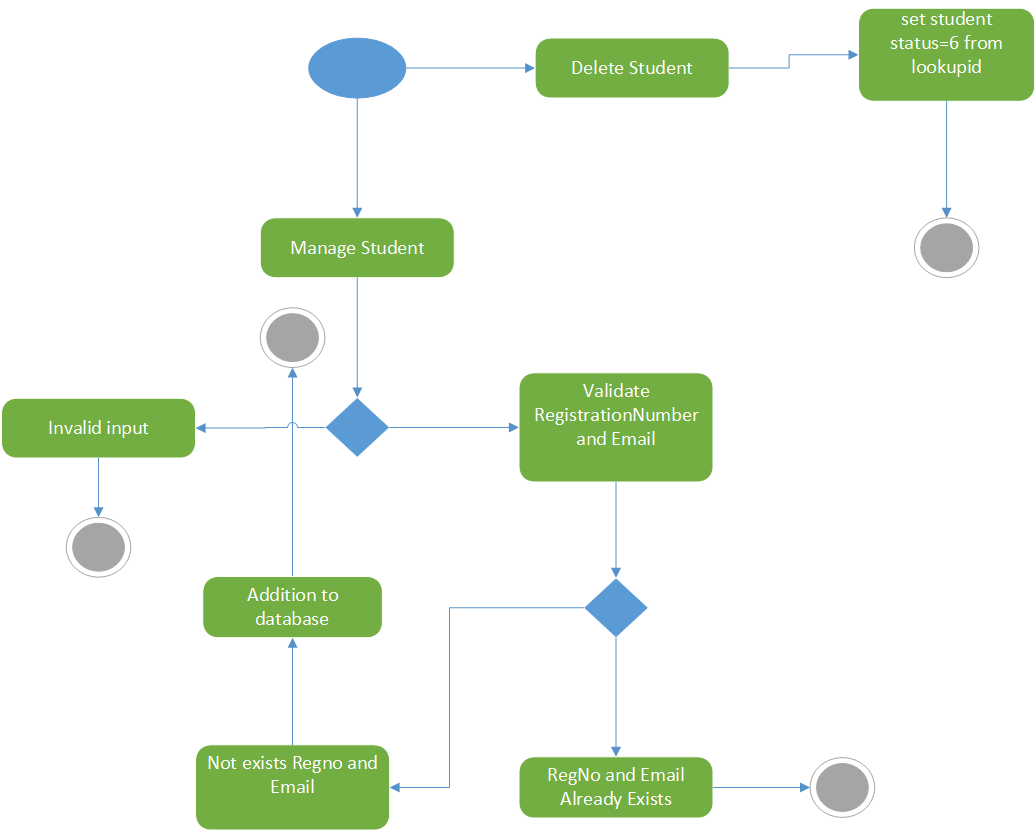 set student
status=6 from
lookupid
Delete Student
Manage Student
Validate
RegistrationNumber
and Email
Invalid input
Addition to
database
Not exists Regno and
Email
RegNo and Email
Already Exists